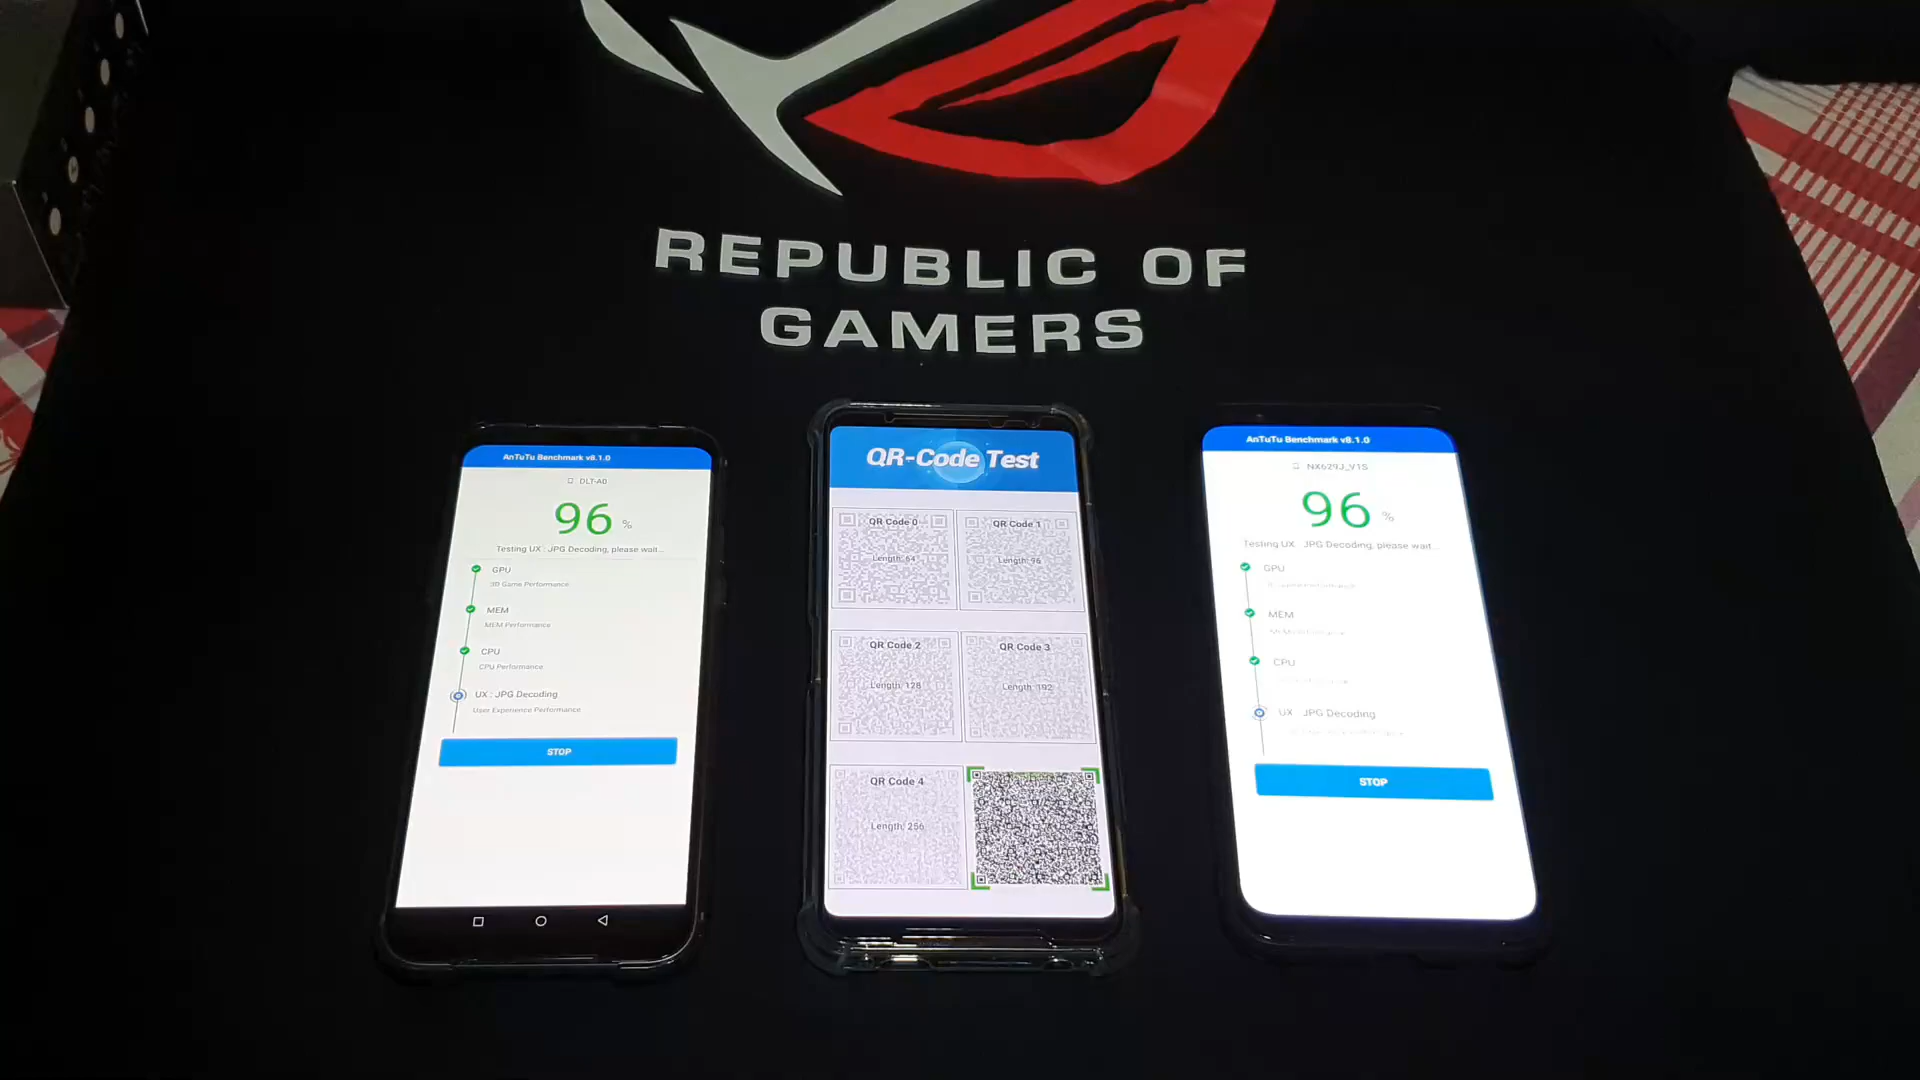 REPUBLIC OF
GAMERS
AnTuTu Benchmark v8.1.0
DLT-A0
96 %
Testing UX : JPG Decoding, please wait...
GPU
3D Game Performance
MEM
MEM Performance
CPU
CPU Performance
UX : JPG Decoding
User Experience Performance
STOP
QR-Code Test
QR Code 0
Length: 64
QR Code 1
Length: 96
QR Code 2
Length: 128
QR Code 3
Length: 192
QR Code 4
Length: 256
AnTuTu Benchmark v8.1.0
NX629J_V1S
96 %
Testing UX : JPG Decoding, please wait...
GPU
MEM
MEM Performance
CPU
UX : JPG Decoding
STOP